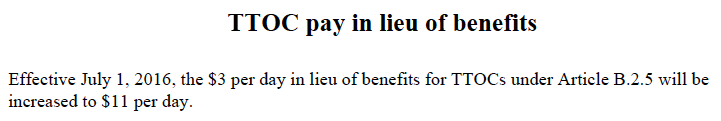 TTOC pay in lieu of benefits
Effective July 1, 2016, the $3 per day in lieu of benefits for TTOCs under Article B.2.5 will be
increased to $11 per day.